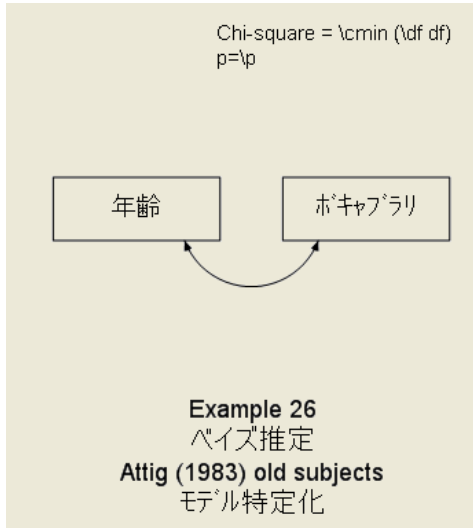 Chi-square = \cmin (\df df)
p=\p
年齢
ボキャブラリ
Example 26
ベイズ推定
Attig (1983) old subjects
モデル特定化